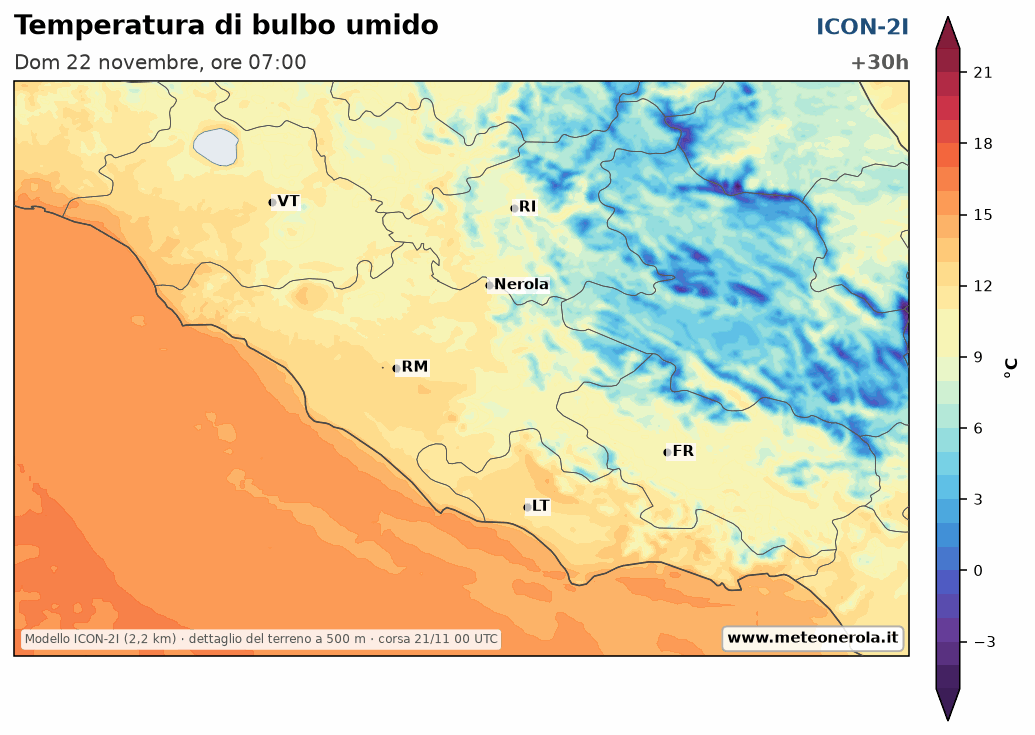 Temperatura di bulbo umido
ICON-2I
Dom 22 novembre, ore 07:00
+30h
VT
RI
Nerola
RM
FR
LT
21
18
15
12
9
6
3
0
−3
°C
Modello ICON-2I (2,2 km) · dettaglio del terreno a 500 m · corsa 21/11 00 UTC
www.meteonerola.it